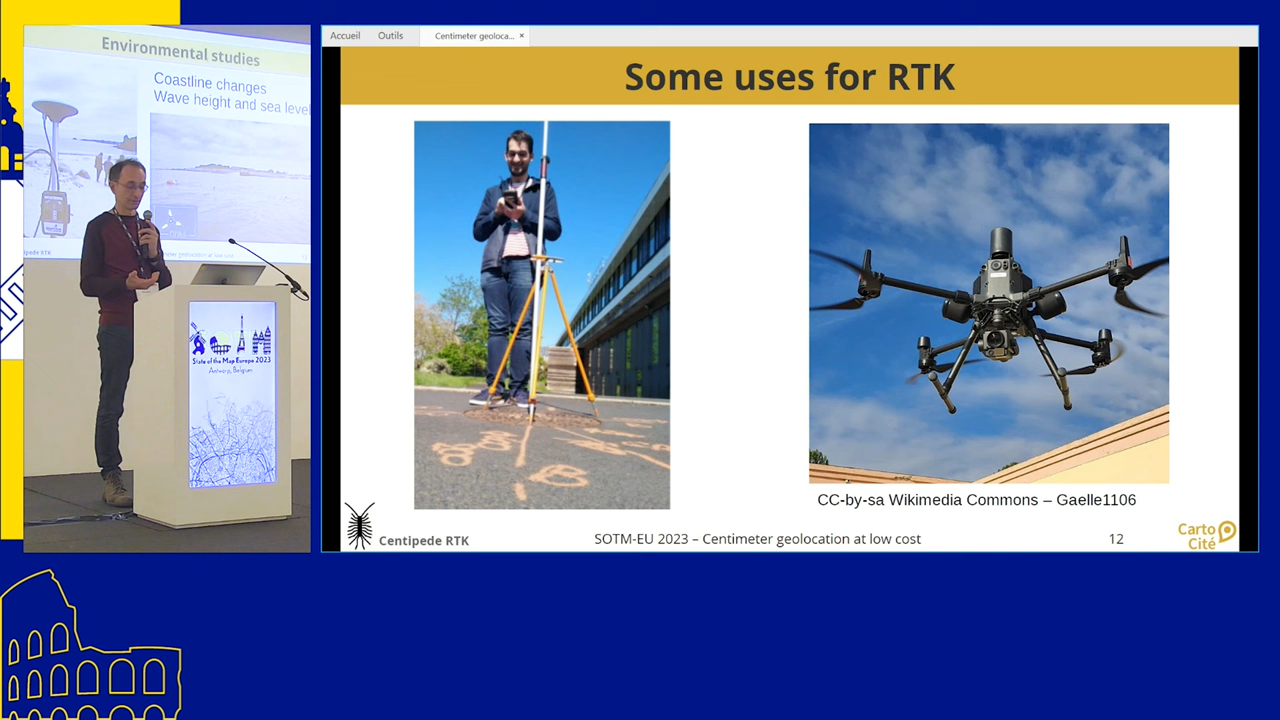 Environmental studies
Coastline changes
Wave height and sea level
State of the Map Europe 2023
Antwerp, Belgium
Accueil
Outils
Centimeter geoloca...
Some uses for RTK
CC-by-sa Wikimedia Commons – Gaelle1106
Centipede RTK
SOTM-EU 2023 – Centimeter geolocation at low cost
12
Carto
Cité